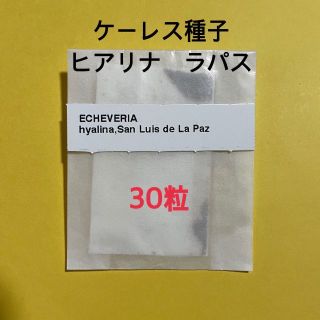 ケーレス種子
ヒアリナ　ラパス
ECHEVERIA
hyalina,San Luis de La Paz
30粒